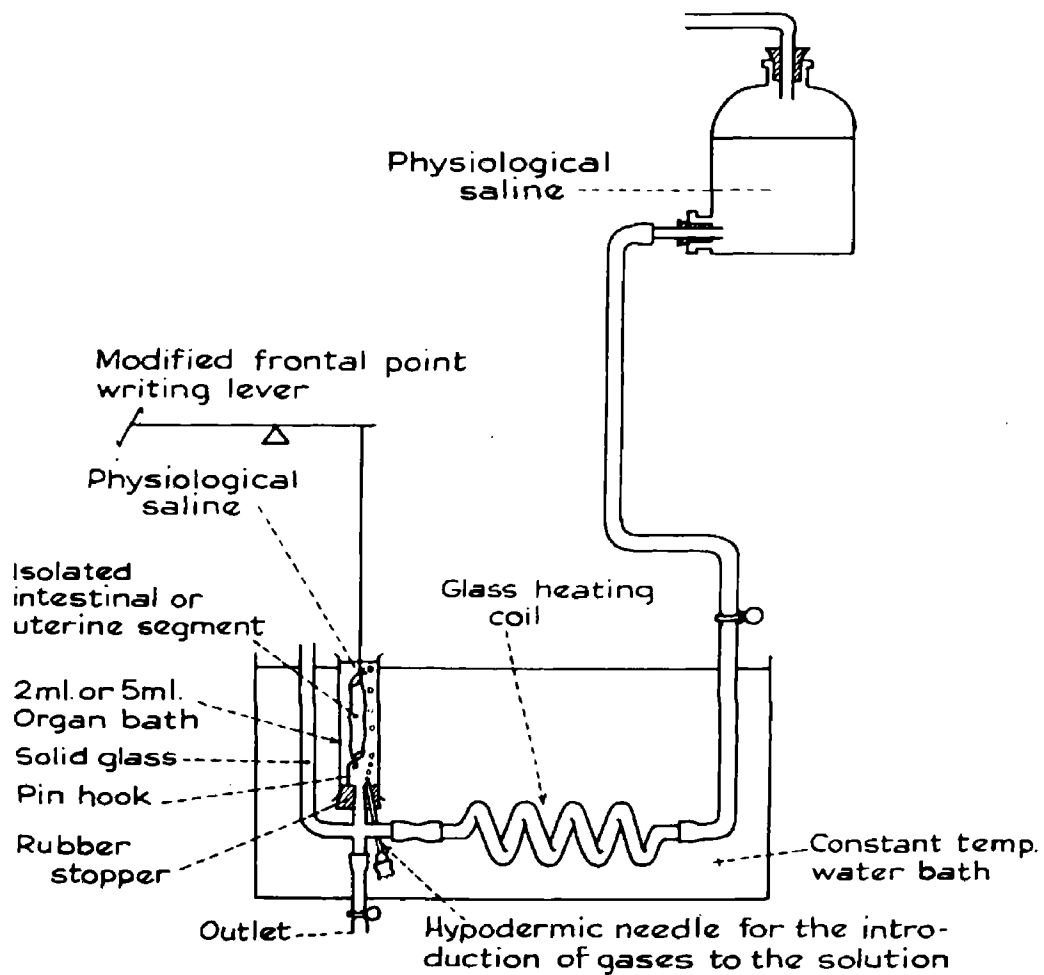 Physiological
saline
Modified frontal point
writing lever
Physiological
saline
Isolated
intestinal or
uterine segment
Glass heating
coil
2ml. or 5ml.
Organ bath
Solid glass
Pin hook
Rubber
stopper
Constant temp.
water bath
Outlet
Hypodermic needle for the intro-
duction of gases to the solution